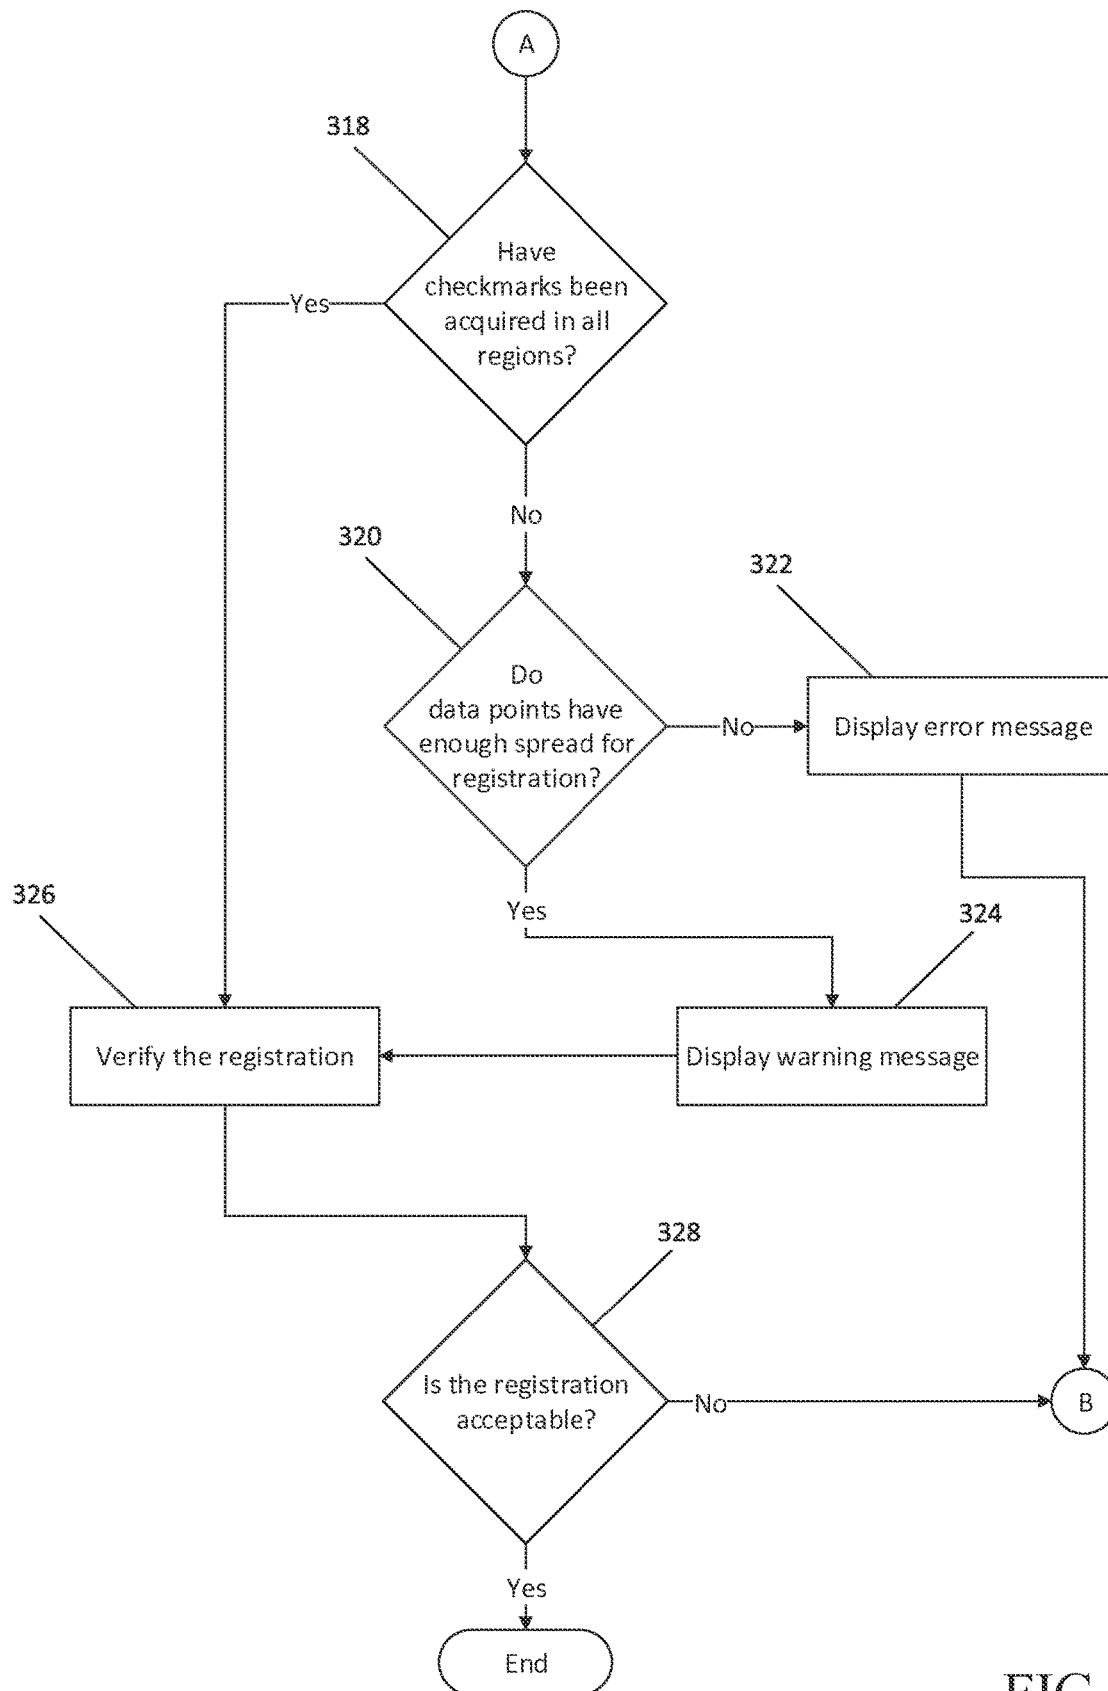 A
318
Have
checkmarks been
acquired in all
regions?
Yes
No
320
322
Do
data points have
enough spread for
registration?
No
Display error message
Yes
326
324
Verify the registration
Display warning message
328
Is the registration
acceptable?
No
B
Yes
End
FIG